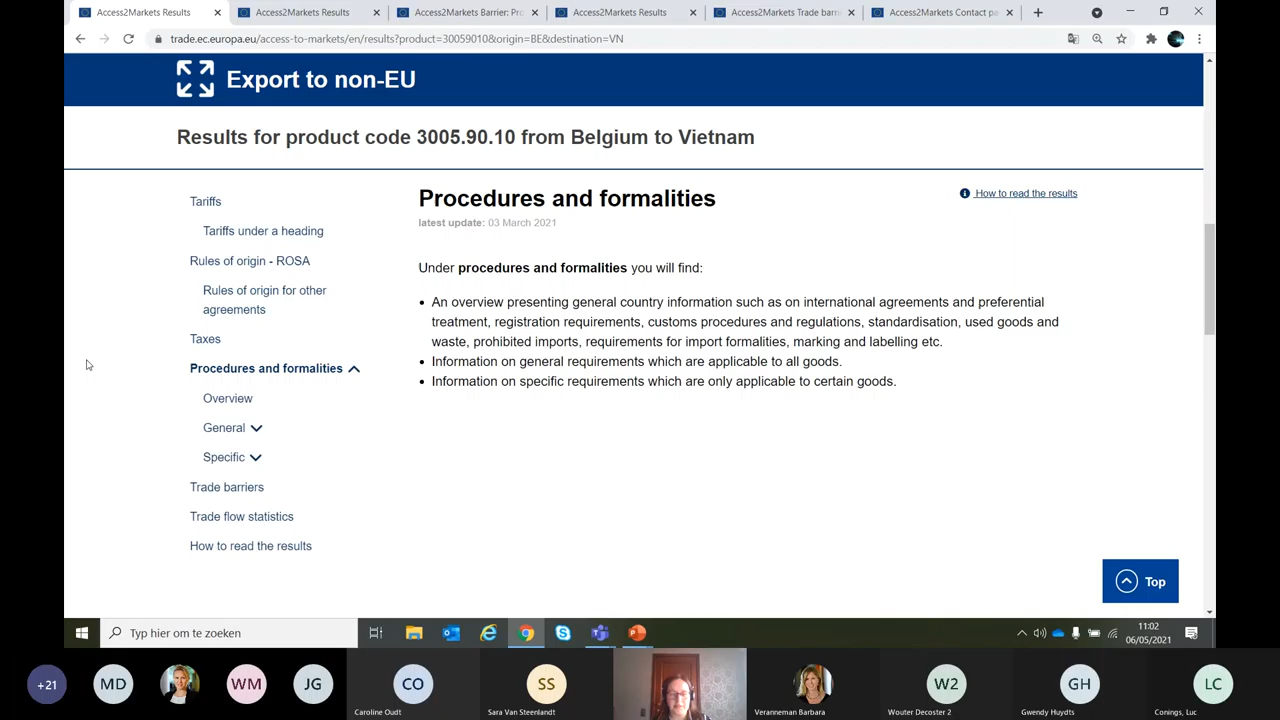 Access2Markets Results
Access2Markets Results
Access2Markets Barrier: Pro
Access2Markets Results
Access2Markets Trade barri
Access2Markets Contact pa
trade.ec.europa.eu/access-to-markets/en/results?product=30059010&origin=BE&destination=VN
Export to non-EU
Results for product code 3005.90.10 from Belgium to Vietnam
Tariffs
Tariffs under a heading
Rules of origin - ROSA
Rules of origin for other
agreements
Taxes
Procedures and formalities
Overview
General
Specific
Trade barriers
Trade flow statistics
How to read the results
Procedures and formalities
latest update: 03 March 2021
How to read the results
Under procedures and formalities you will find:
• An overview presenting general country information such as on international agreements and preferential
treatment, registration requirements, customs procedures and regulations, standardisation, used goods and
waste, prohibited imports, requirements for import formalities, marking and labelling etc.
• Information on general requirements which are applicable to all goods.
• Information on specific requirements which are only applicable to certain goods.
Top
Typ hier om te zoeken
11:02
06/05/2021
+21
MD
WM
JG
CO
SS
W2
GH
LC
Caroline Oudt
Sara Van Steenlandt
Veranneman Barbara
Wouter Decoster 2
Gwendy Huydts
Conings, Luc